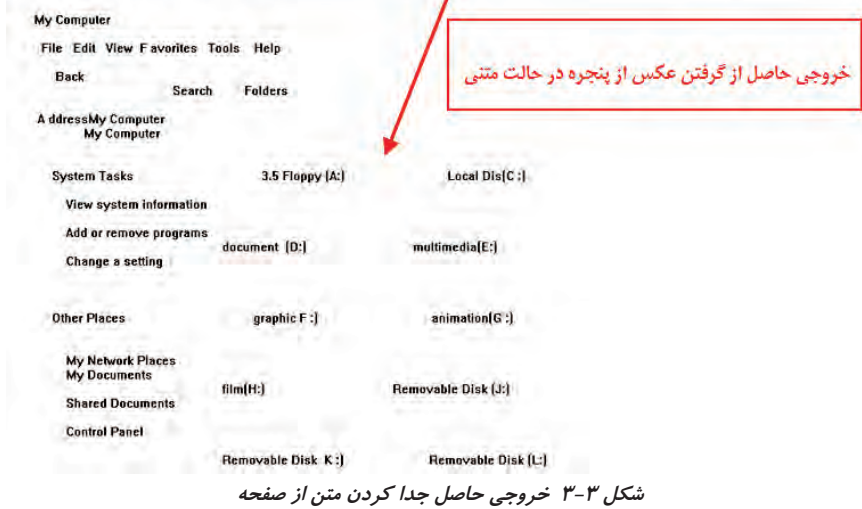 My Computer
File Edit View F avorites Tools Help
خروجی حاصل از گرفتن عکس از پنجره در حالت متنی
Back
Search Folders
A ddressMy Computer
My Computer
System Tasks 3.5 Floppy (A:) Local Dis(C :)
View system information
Add or remove programs
document (D:) multimedia(E:)
Change a setting
Other Places graphic F :) animation(G :)
My Network Places
My Documents
film(H:) Removable Disk (J:)
Shared Documents
Control Panel
Removable Disk K :) Removable Disk (L:)
شکل ۳-۳ خروجی حاصل جدا کردن متن از صفحه